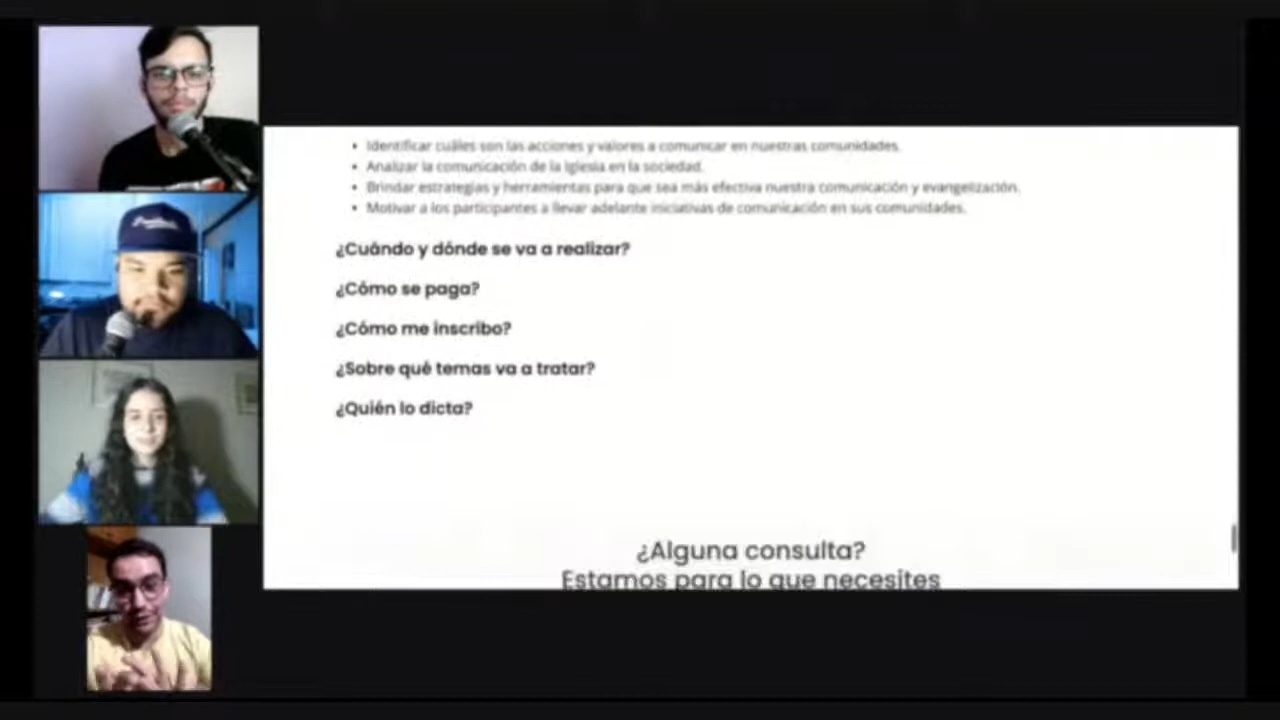 Identificar cuáles son las acciones y valores a comunicar en nuestras comunidades.
Analizar la comunicación de la Iglesia en la sociedad.
Brindar estrategias y herramientas para que sea más efectiva nuestra comunicación y evangelización.
Motivar a los participantes a llevar adelante iniciativas de comunicación en sus comunidades.
¿Cuándo y dónde se va a realizar?
¿Cómo se paga?
¿Cómo me inscribo?
¿Sobre qué temas va a tratar?
¿Quién lo dicta?
¿Alguna consulta?
Estamos para lo que necesites